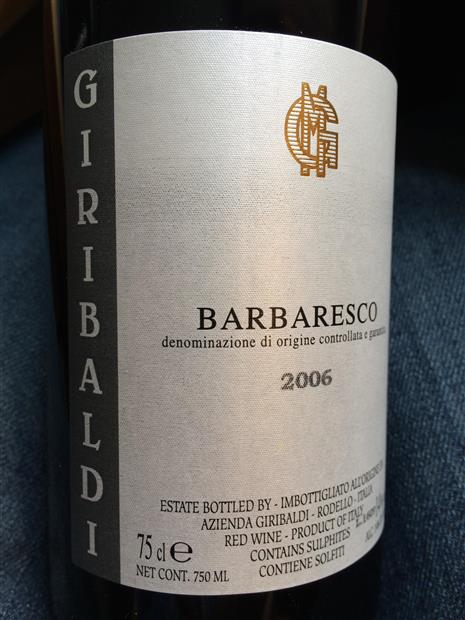 GIRIBALDI
BARBARESCO
denominazione di origine controllata e garantita
2006
ESTATE BOTTLED BY - IMBOTTIGLIATO ALL'ORIGINE
AZIENDA GIRIBALDI - RODELLO - ITALIA
RED WINE - PRODUCT OF ITALY
CONTAINS SULPHITES
CONTIENE SOLFITI
75 cl e
NET CONT. 750 ML